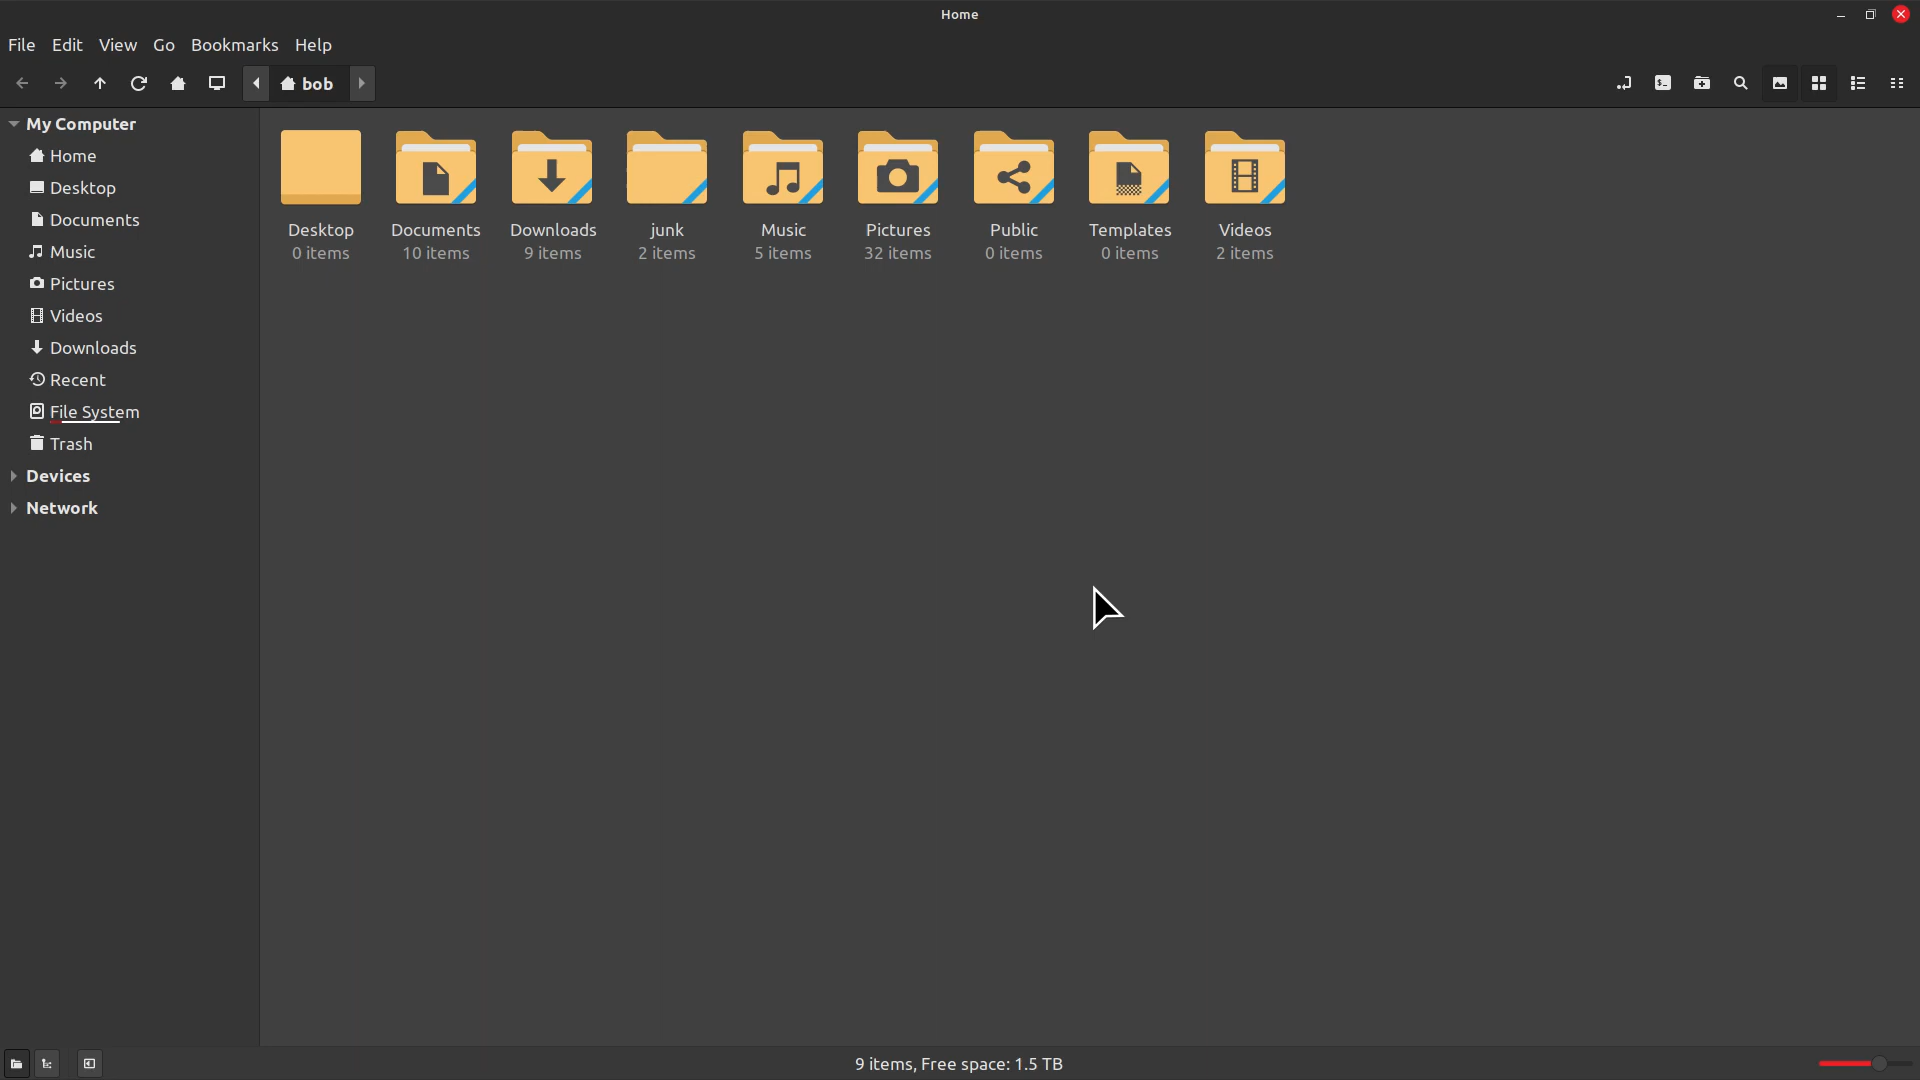 Home
File Edit View Go Bookmarks Help
bob
My Computer
Home
Desktop
Documents
Music
Pictures
Videos
Downloads
Recent
File System
Trash
Devices
Network
Desktop Documents Downloads junk Music Pictures Public Templates Videos
0 items 10 items 9 items 2 items 5 items 32 items 0 items 0 items 2 items
9 items, Free space: 1.5 TB